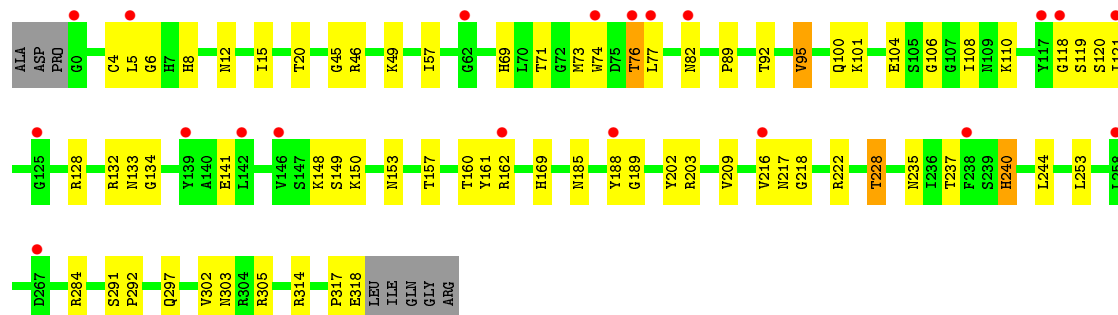 ALA ASP PRO G0 C4 L5 G6 H7 H8 N12 I15 T20 G45 R46 K49 I57 G62 H69 L70 T71 G72 M73 W74 D75 T76 L77 N82 P89 T92 V95 Q100 K101 E104 S105 G106 G107 I108 N109 K110 Y117 G118 S119 S120
G125 R128 R132 N133 G134 Y139 A140 E141 L142 V146 S147 K148 S149 K150 N153 T157 T160 Y161 R162 H169 N185 Y188 G189 Y202 R203 V209 V216 N217 G218 R222 T228 N235 I236 T237 F238 S239 H240 L244 L253
D267 R284 S291 P292 Q297 V302 N303 R304 R305 R314 P317 E318 LEU ILE GLN GLY ARG